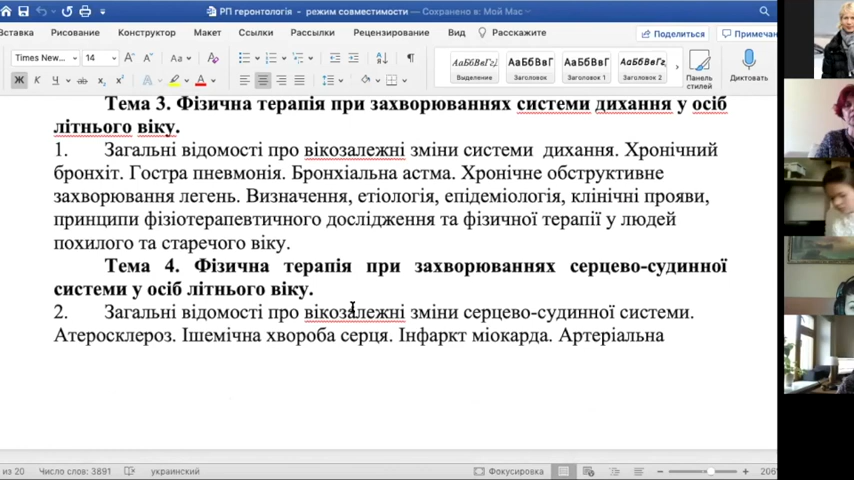 РП геронтологія - режим совместимости — Сохранено в: Мой Mac
Вставка Рисование Конструктор Макет Ссылки Рассылки Рецензирование Вид Расскажите Поделиться Примечан
Times New... 14 АаБбВвГг АаБбВвГ АаБбВвГ АаБбВвГг
Выделение Заголовок Заголовок 1 Заголовок 2 Панель стилей Диктовать
Тема 3. Фізична терапія при захворюваннях системи дихання у осіб
літнього віку.
1. Загальні відомості про вікозалежні зміни системи дихання. Хронічний
бронхіт. Гостра пневмонія. Бронхіальна астма. Хронічне обструктивне
захворювання легень. Визначення, етіологія, епідеміологія, клінічні прояви,
принципи фізіотерапевтичного дослідження та фізичної терапії у людей
похилого та старечого віку.
Тема 4. Фізична терапія при захворюваннях серцево-судинної
системи у осіб літнього віку.
2. Загальні відомості про вікозалежні зміни серцево-судинної системи.
Атеросклероз. Ішемічна хвороба серця. Інфаркт міокарда. Артеріальна
из 20 Число слов: 3891 украинский Фокусировка 206